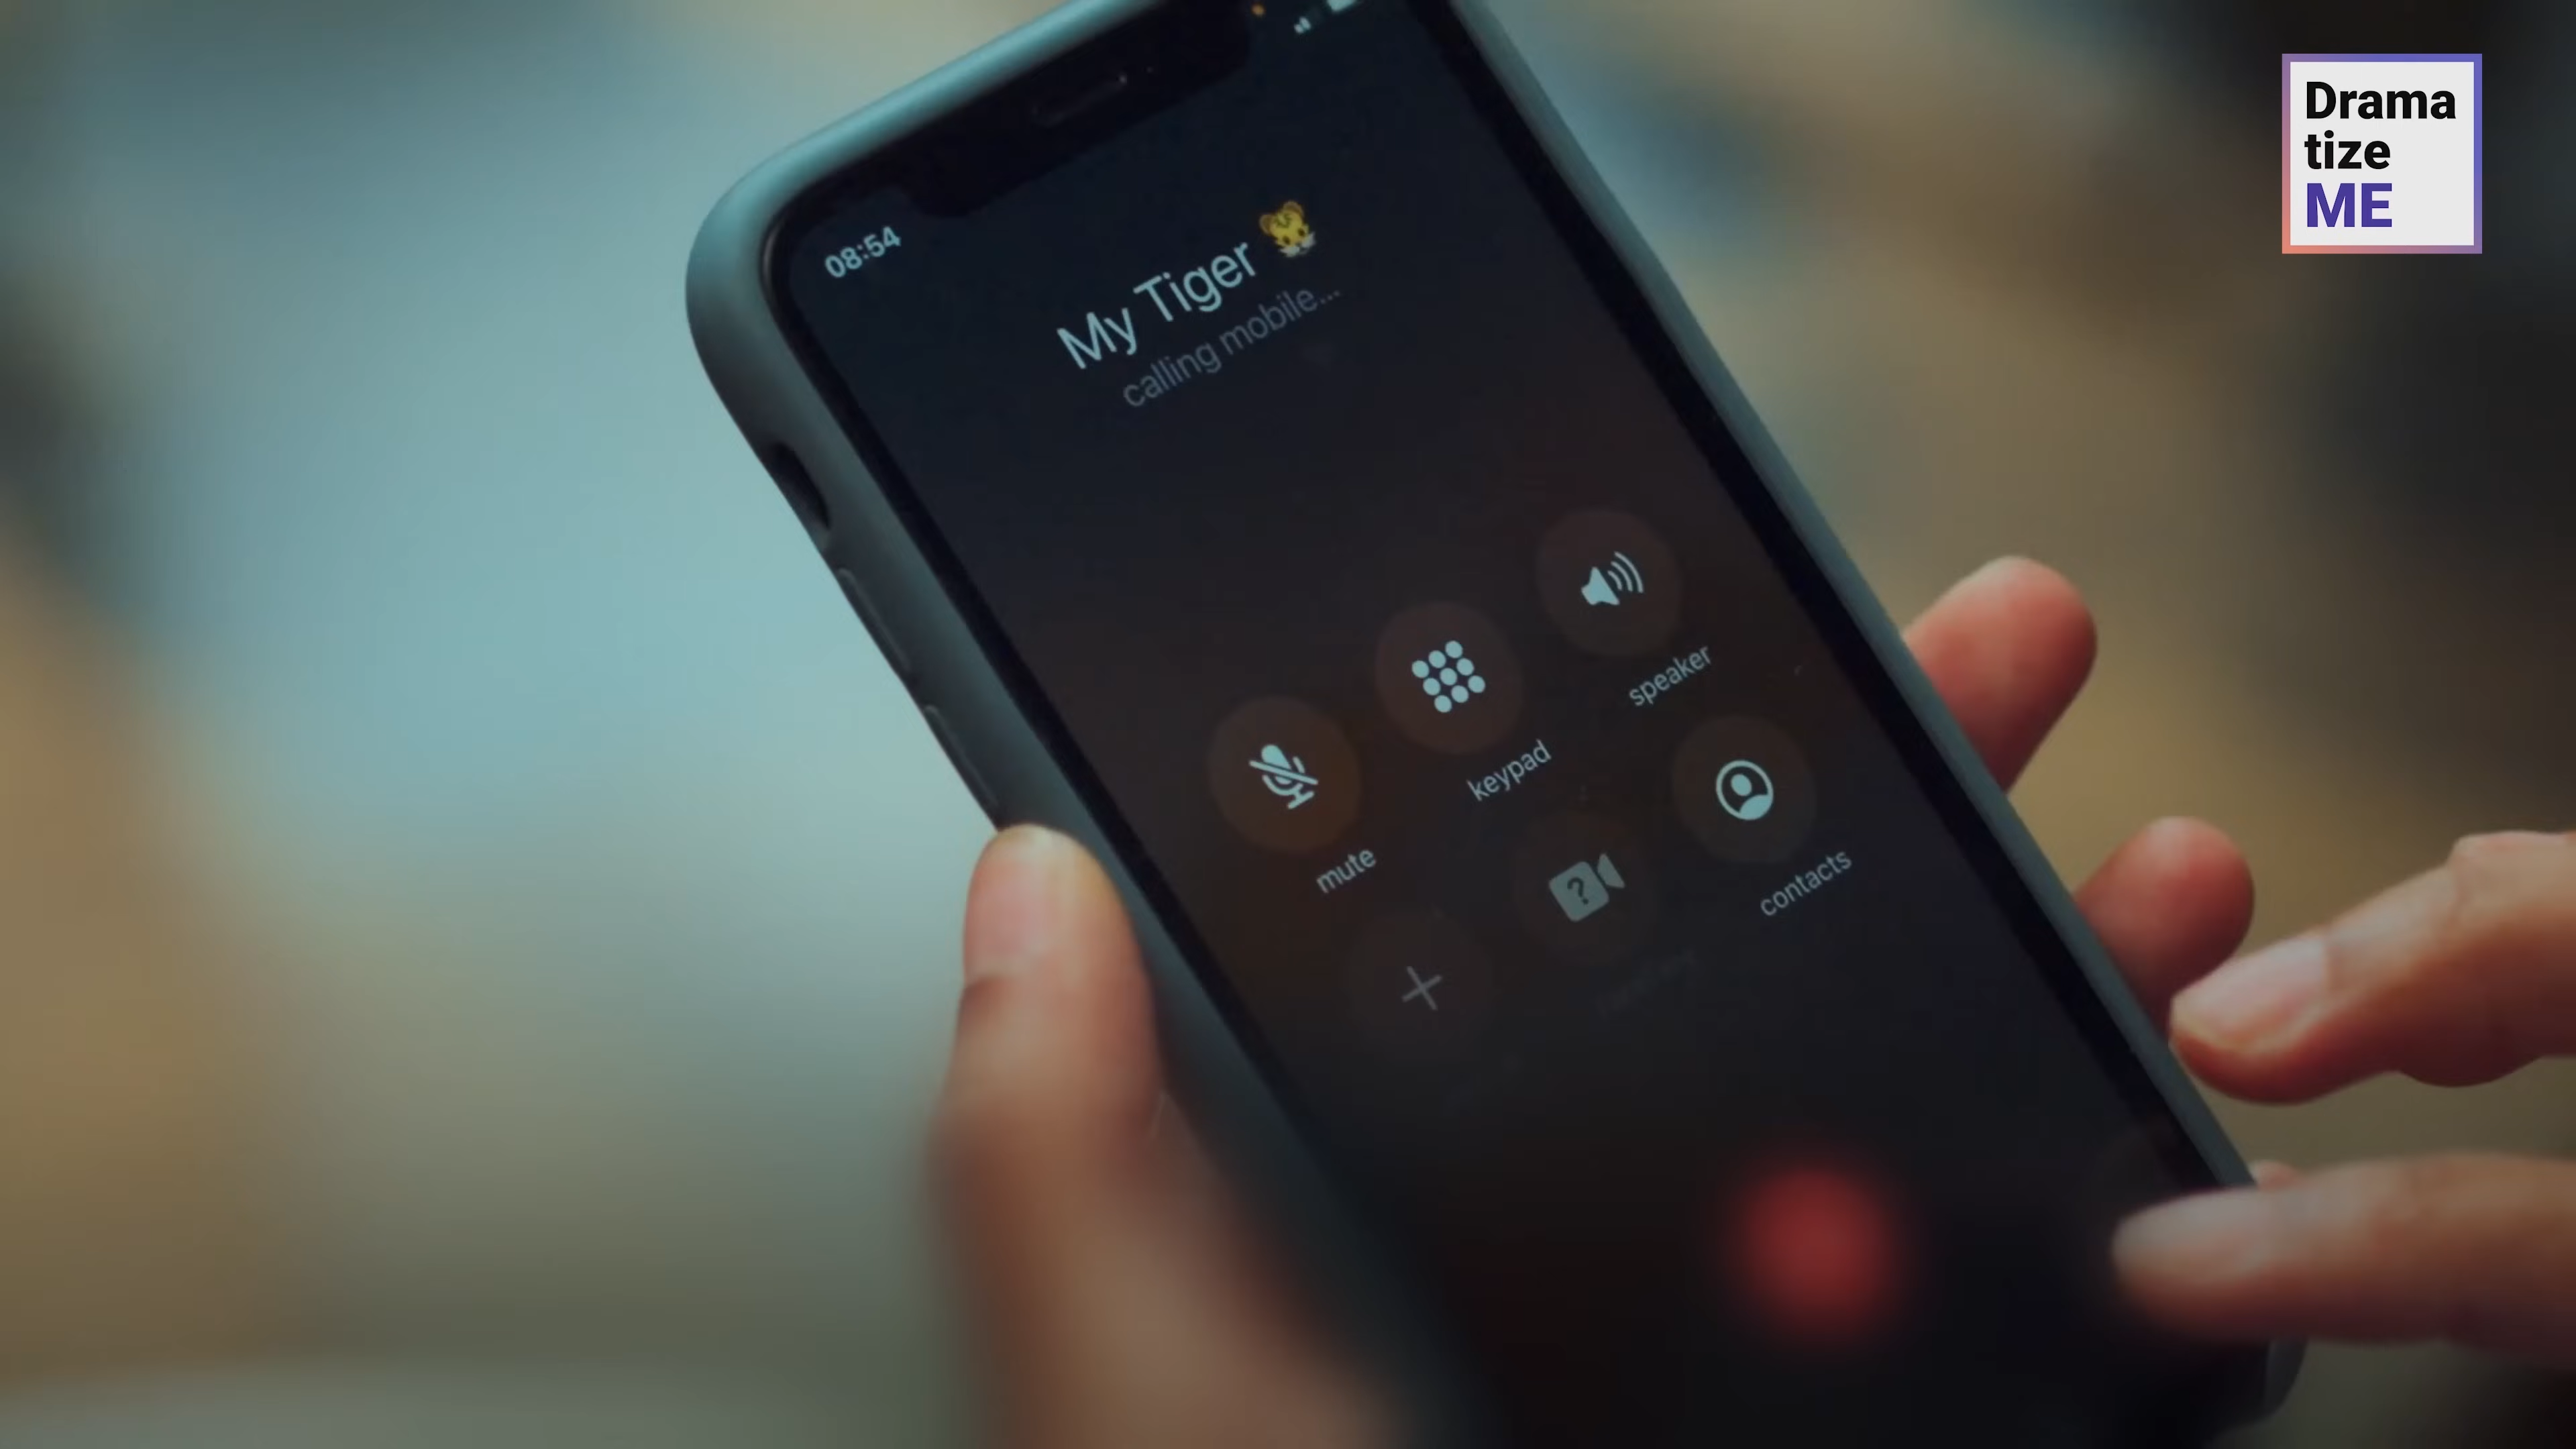 08:54
My Tiger 🐯
calling mobile...
mute
keypad
speaker
contacts
Drama
tize
ME